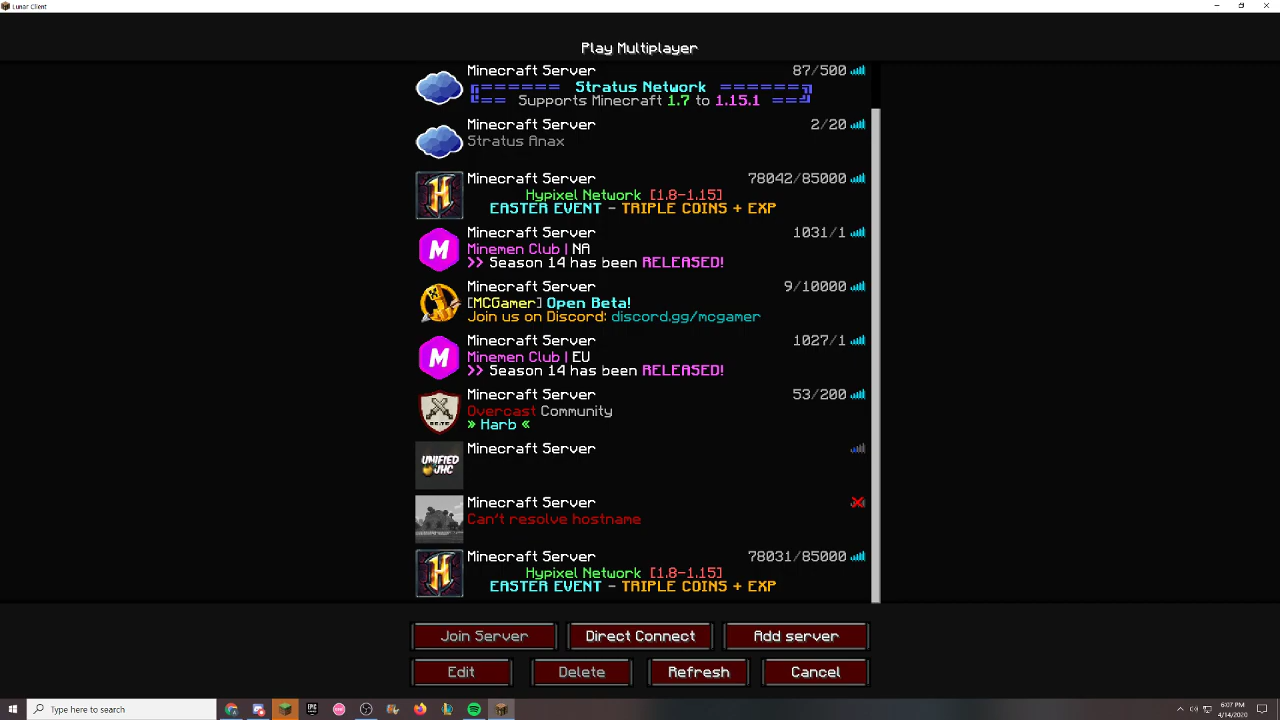 Lunar Client
Play Multiplayer
Minecraft Server 87/500
╔====== Stratus Network ======╗
╚== Supports Minecraft 1.7 to 1.15.1 ==╝
Minecraft Server 2/20
Stratus Anax
Minecraft Server 78042/85000
Hypixel Network [1.8-1.15]
EASTER EVENT - TRIPLE COINS + EXP
M
Minecraft Server 1031/1
Minemen Club | NA
>> Season 14 has been RELEASED!
Minecraft Server 9/10000
[MCGamer] Open Beta!
Join us on Discord: discord.gg/mcgamer
M
Minecraft Server 1027/1
Minemen Club | EU
>> Season 14 has been RELEASED!
Minecraft Server 53/200
Overcast Community
» Harb «
Minecraft Server
UNIFIED
UHC
Minecraft Server
Can't resolve hostname
Minecraft Server 78031/85000
Hypixel Network [1.8-1.15]
EASTER EVENT - TRIPLE COINS + EXP
Join Server Direct Connect Add server
Edit Delete Refresh Cancel
Type here to search
6:07 PM
4/14/2020